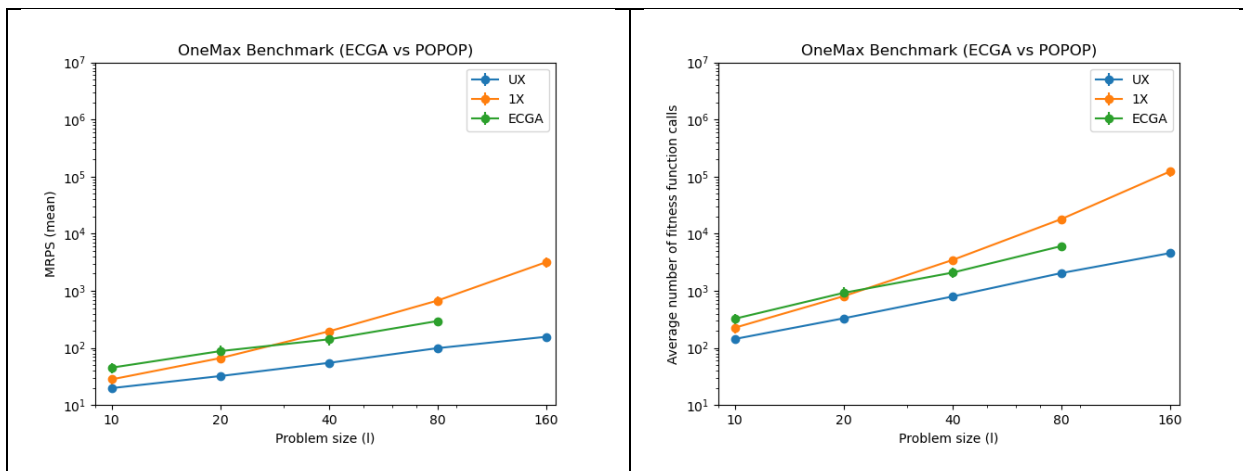 OneMax Benchmark (ECGA vs POPOP)
10^7
10^6
10^5
10^4
10^3
10^2
10^1
MRPS (mean)
UX
1X
ECGA
10 20 40 80 160
Problem size (l)
OneMax Benchmark (ECGA vs POPOP)
10^7
10^6
10^5
10^4
10^3
10^2
10^1
Average number of fitness function calls
UX
1X
ECGA
10 20 40 80 160
Problem size (l)